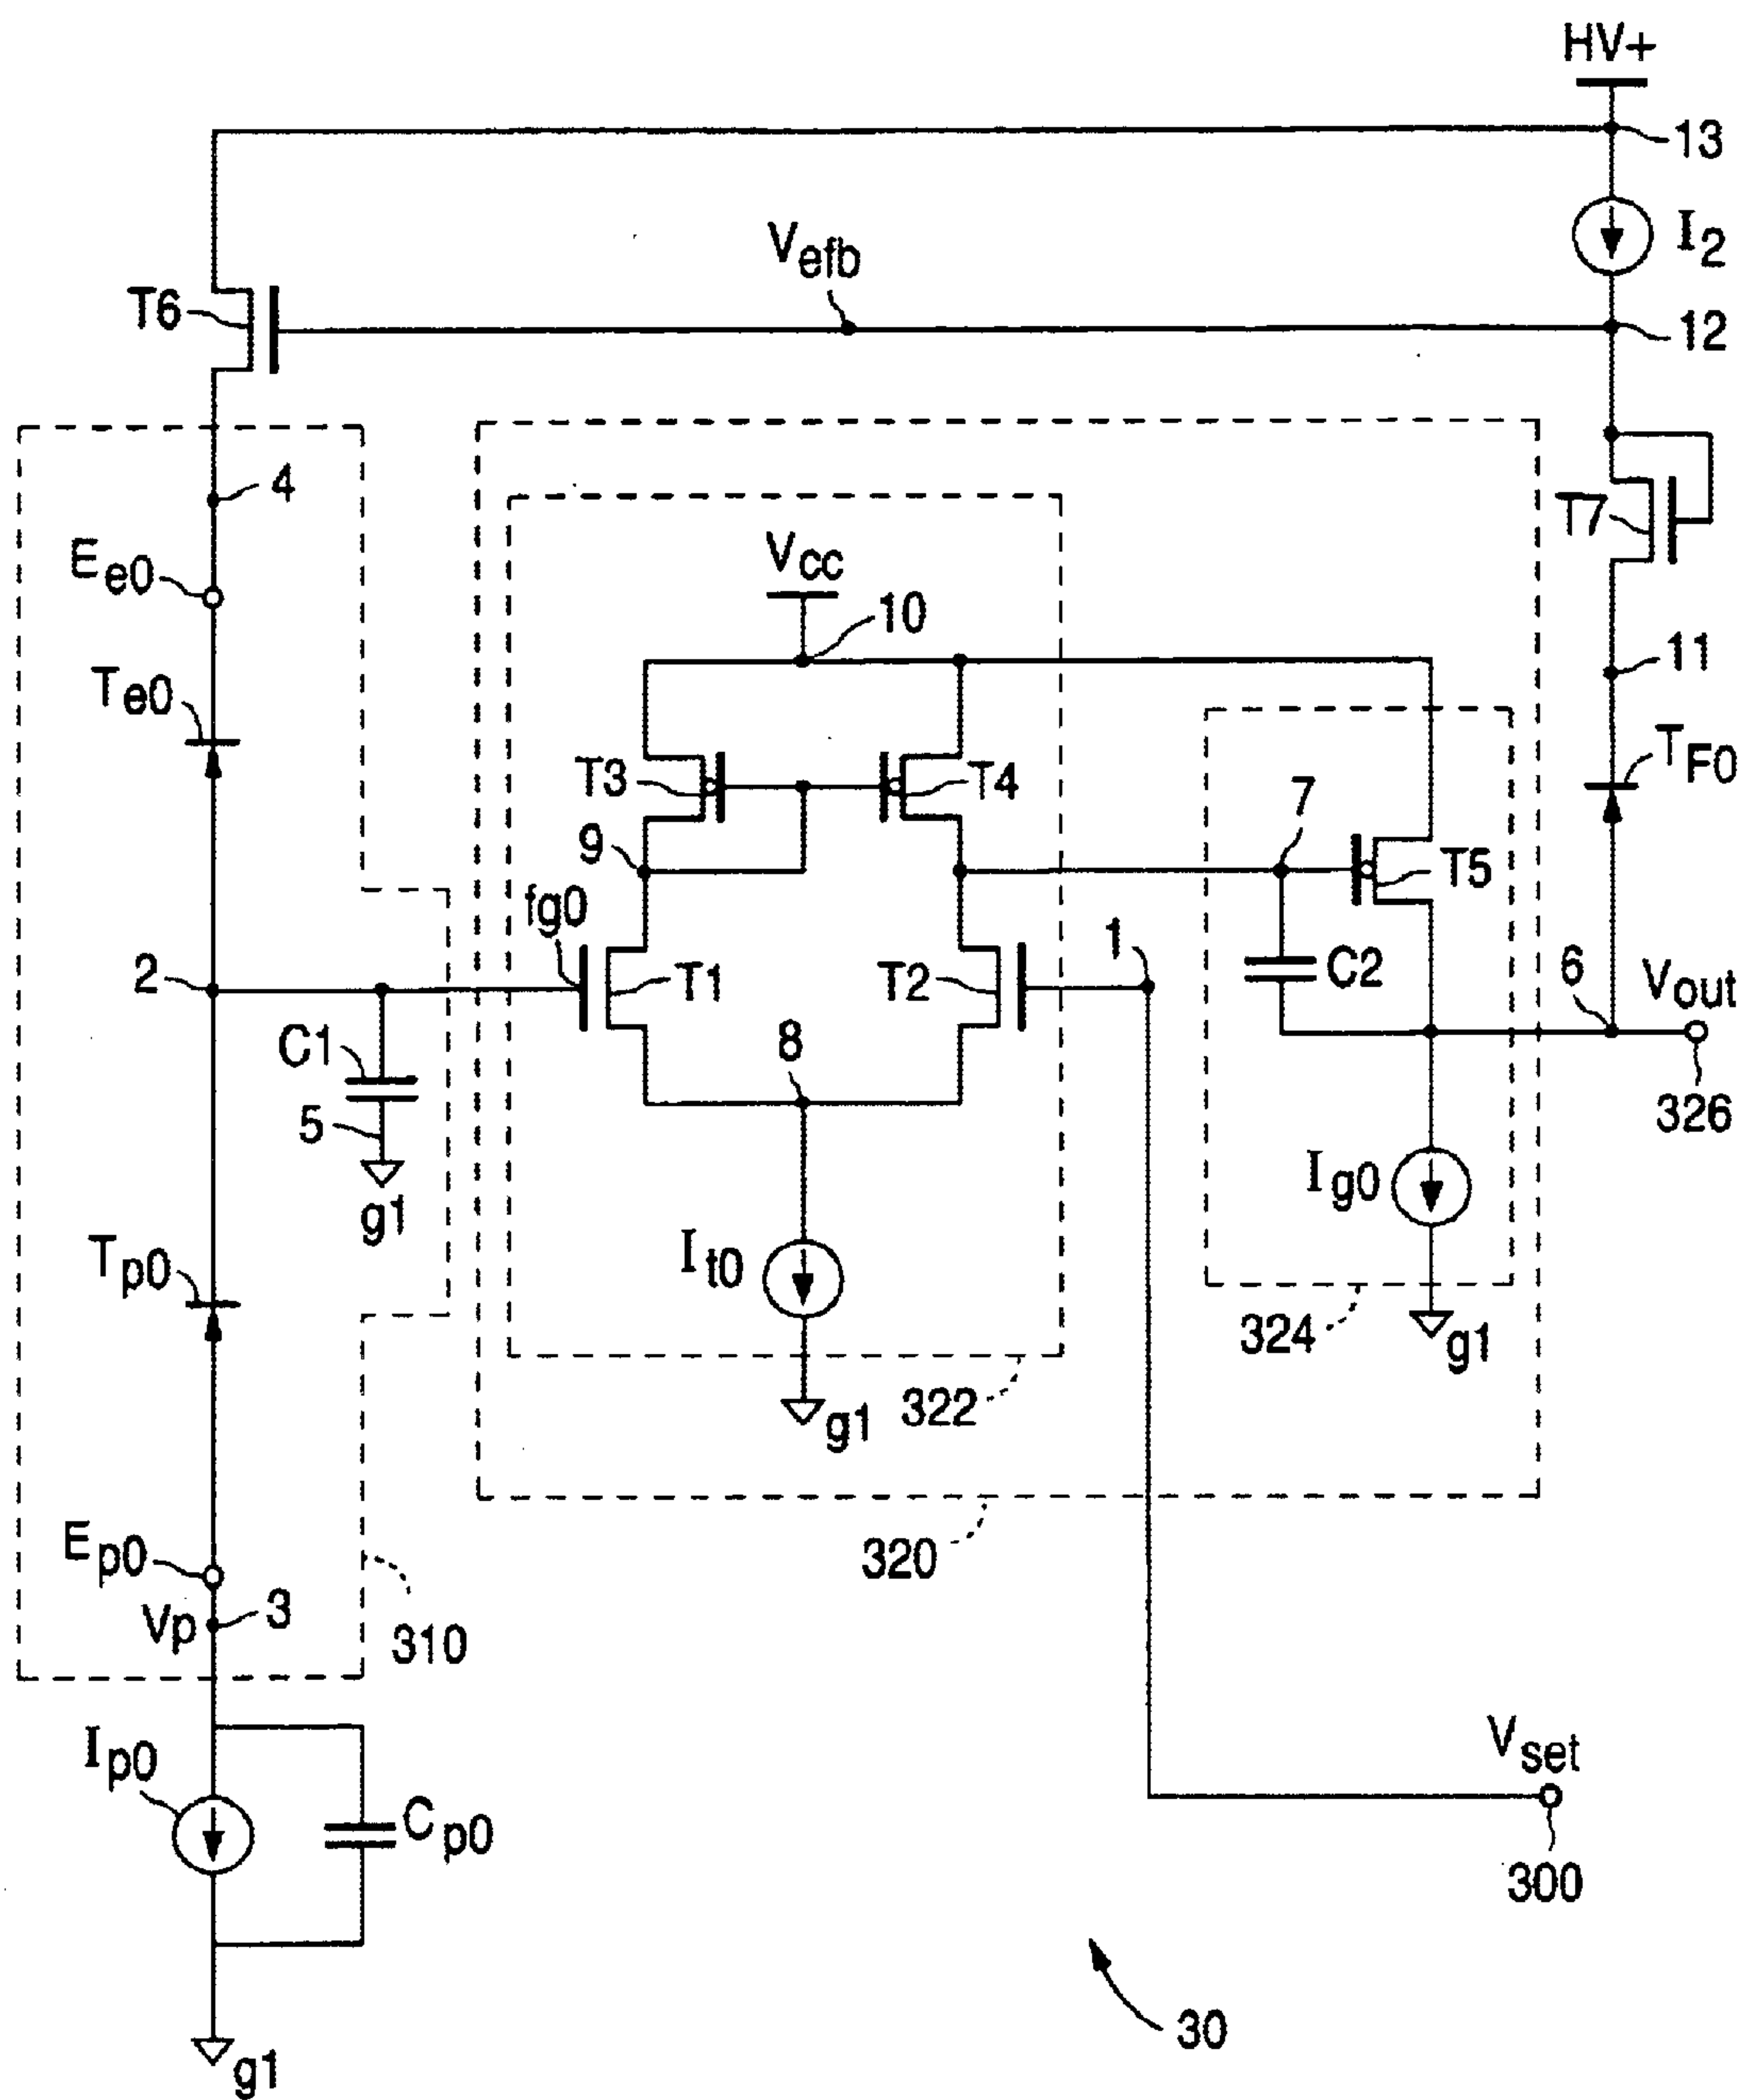 HV+
13
I2
Vefb
T6
12
4
T7
Ee0
Vcc
10
11
Te0
TF0
T3
T4
7
9
T5
fg0
1
2
T1
T2
C2
6
Vout
C1
8
5
326
g1
Ig0
Tp0
It0
324
g1
322
g1
Ep0
320
Vp
3
310
Ip0
Vset
Cp0
300
30
g1